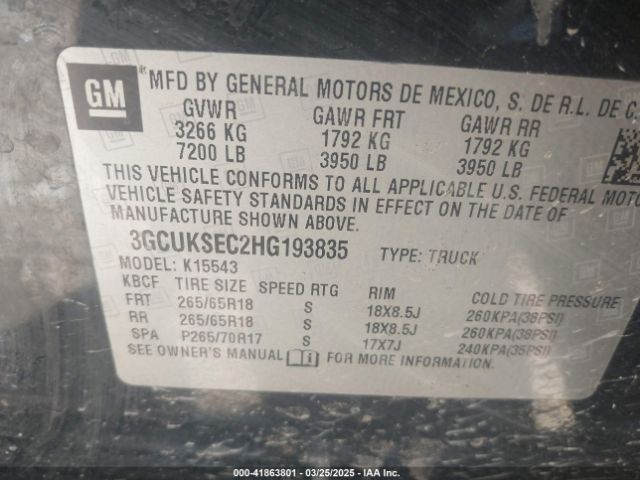 GM
MFD BY GENERAL MOTORS DE MEXICO, S. DE R.L. DE C.
GVWR GAWR FRT GAWR RR
3266 KG 1792 KG 1792 KG
7200 LB 3950 LB 3950 LB
THIS VEHICLE CONFORMS TO ALL APPLICABLE U.S. FEDERAL MOTO
VEHICLE SAFETY STANDARDS IN EFFECT ON THE DATE OF
MANUFACTURE SHOWN ABOVE.
3GCUKSEC2HG193835 TYPE: TRUCK
MODEL: K15543
KBCF TIRE SIZE SPEED RTG RIM COLD TIRE PRESSURE
FRT 265/65R18 S 18X8.5J 260KPA(38PSI)
RR 265/65R18 S 18X8.5J 260KPA(38PSI)
SPA P265/70R17 S 17X7J 240KPA(35PSI)
SEE OWNER'S MANUAL FOR MORE INFORMATION.
000-41863801 - 03/25/2025 - IAA Inc.